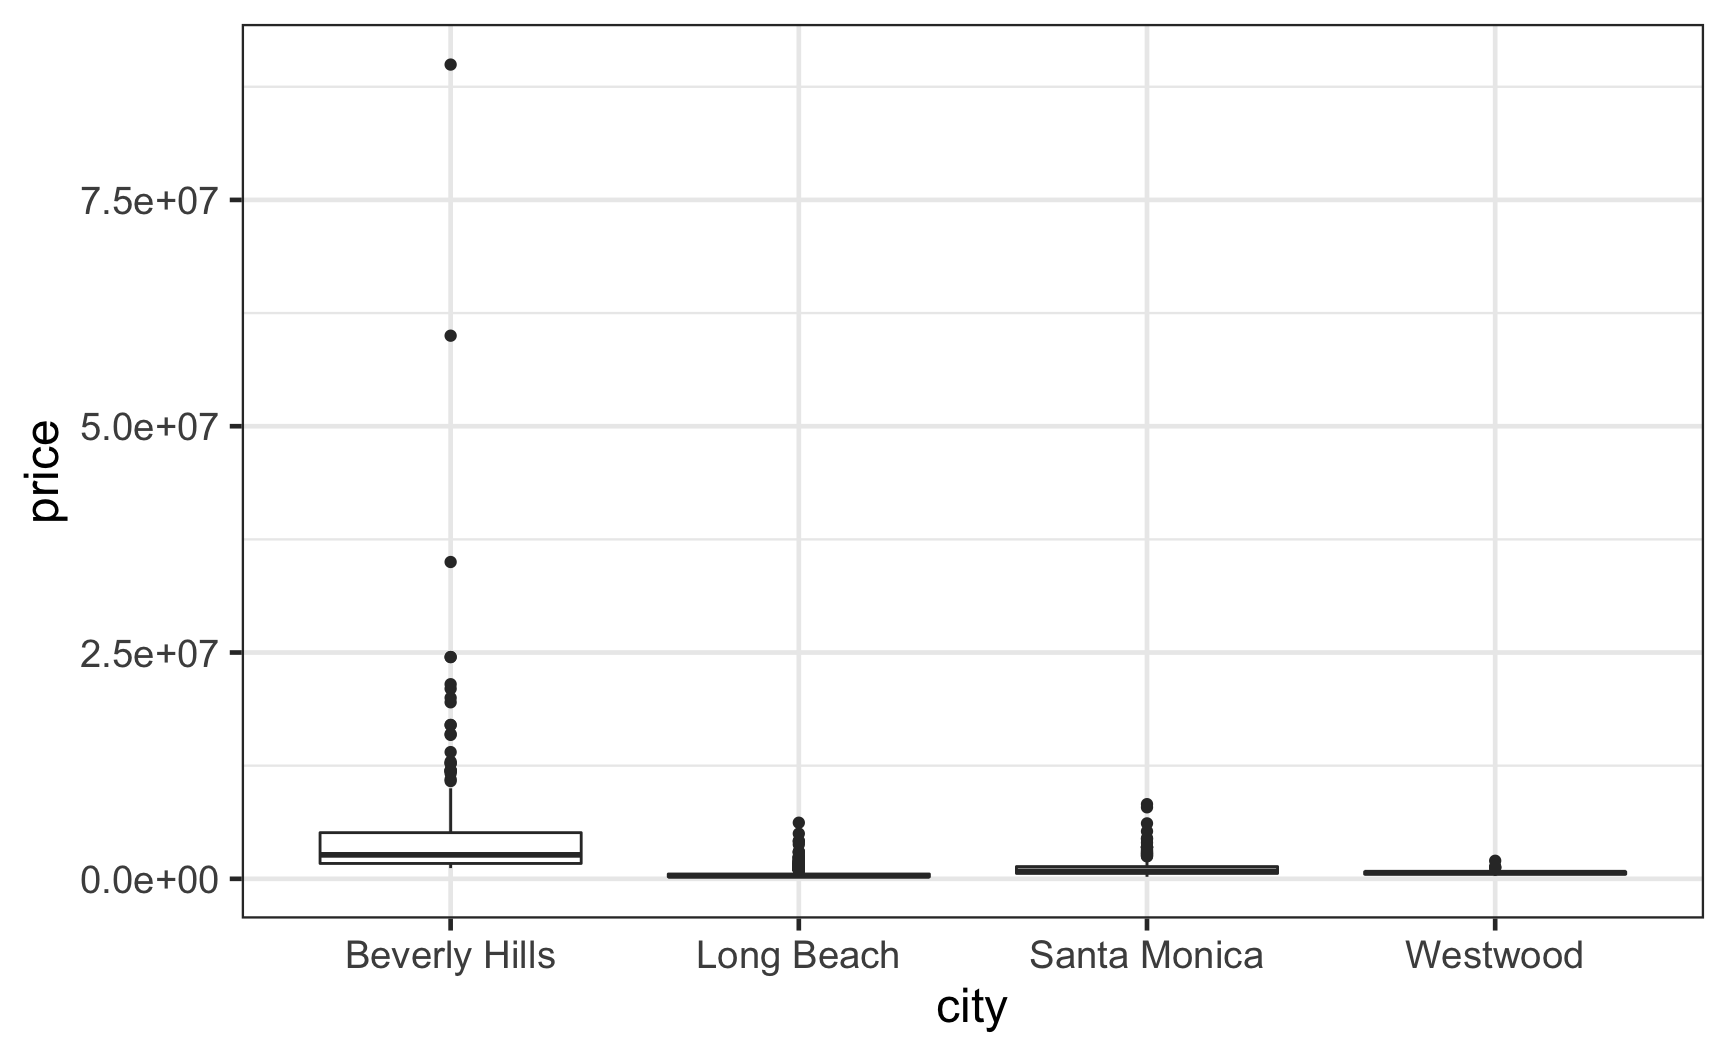 price
7.5e+07
5.0e+07
2.5e+07
0.0e+00
Beverly Hills Long Beach Santa Monica Westwood
city